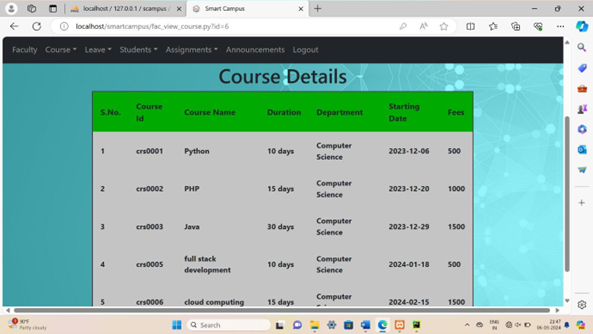 localhost / 127.0.0.1 / scampus /
Smart Campus
localhost/smartcampus/fac_view_course.py?id=6
Faculty Course Leave Students Assignments Announcements Logout
Course Details
S.No. Course Id Course Name Duration Department Starting Date Fees
1 crs0001 Python 10 days Computer Science 2023-12-06 500
2 crs0002 PHP 15 days Computer Science 2023-12-20 1000
3 crs0003 Java 30 days Computer Science 2023-12-29 1500
4 crs0005 full stack development 10 days Computer Science 2024-01-18 500
5 crs0006 cloud computing 15 days Computer 2024-02-15 1500
90°F
Partly cloudy
Search
ENG
IN
22:47
06-05-2024